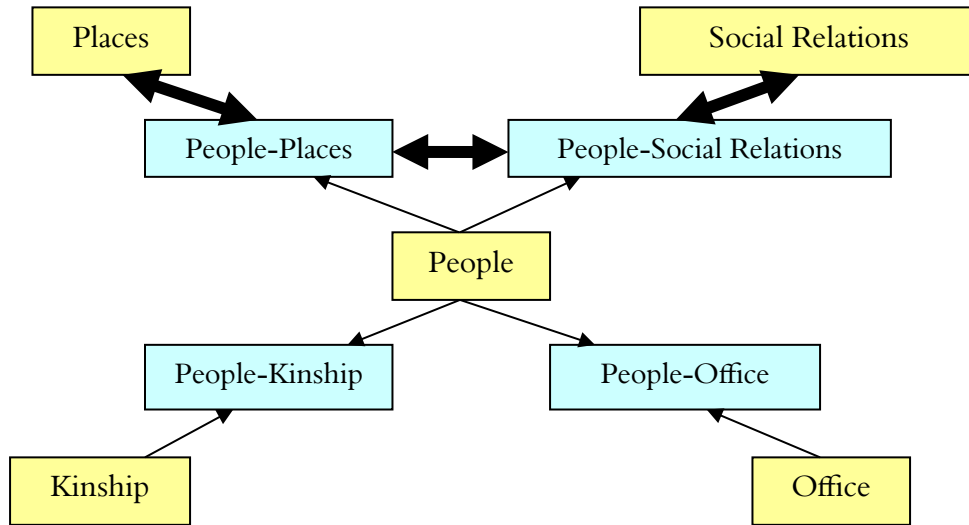 Places
Social Relations
People-Places
People-Social Relations
People
People-Kinship
People-Office
Kinship
Office